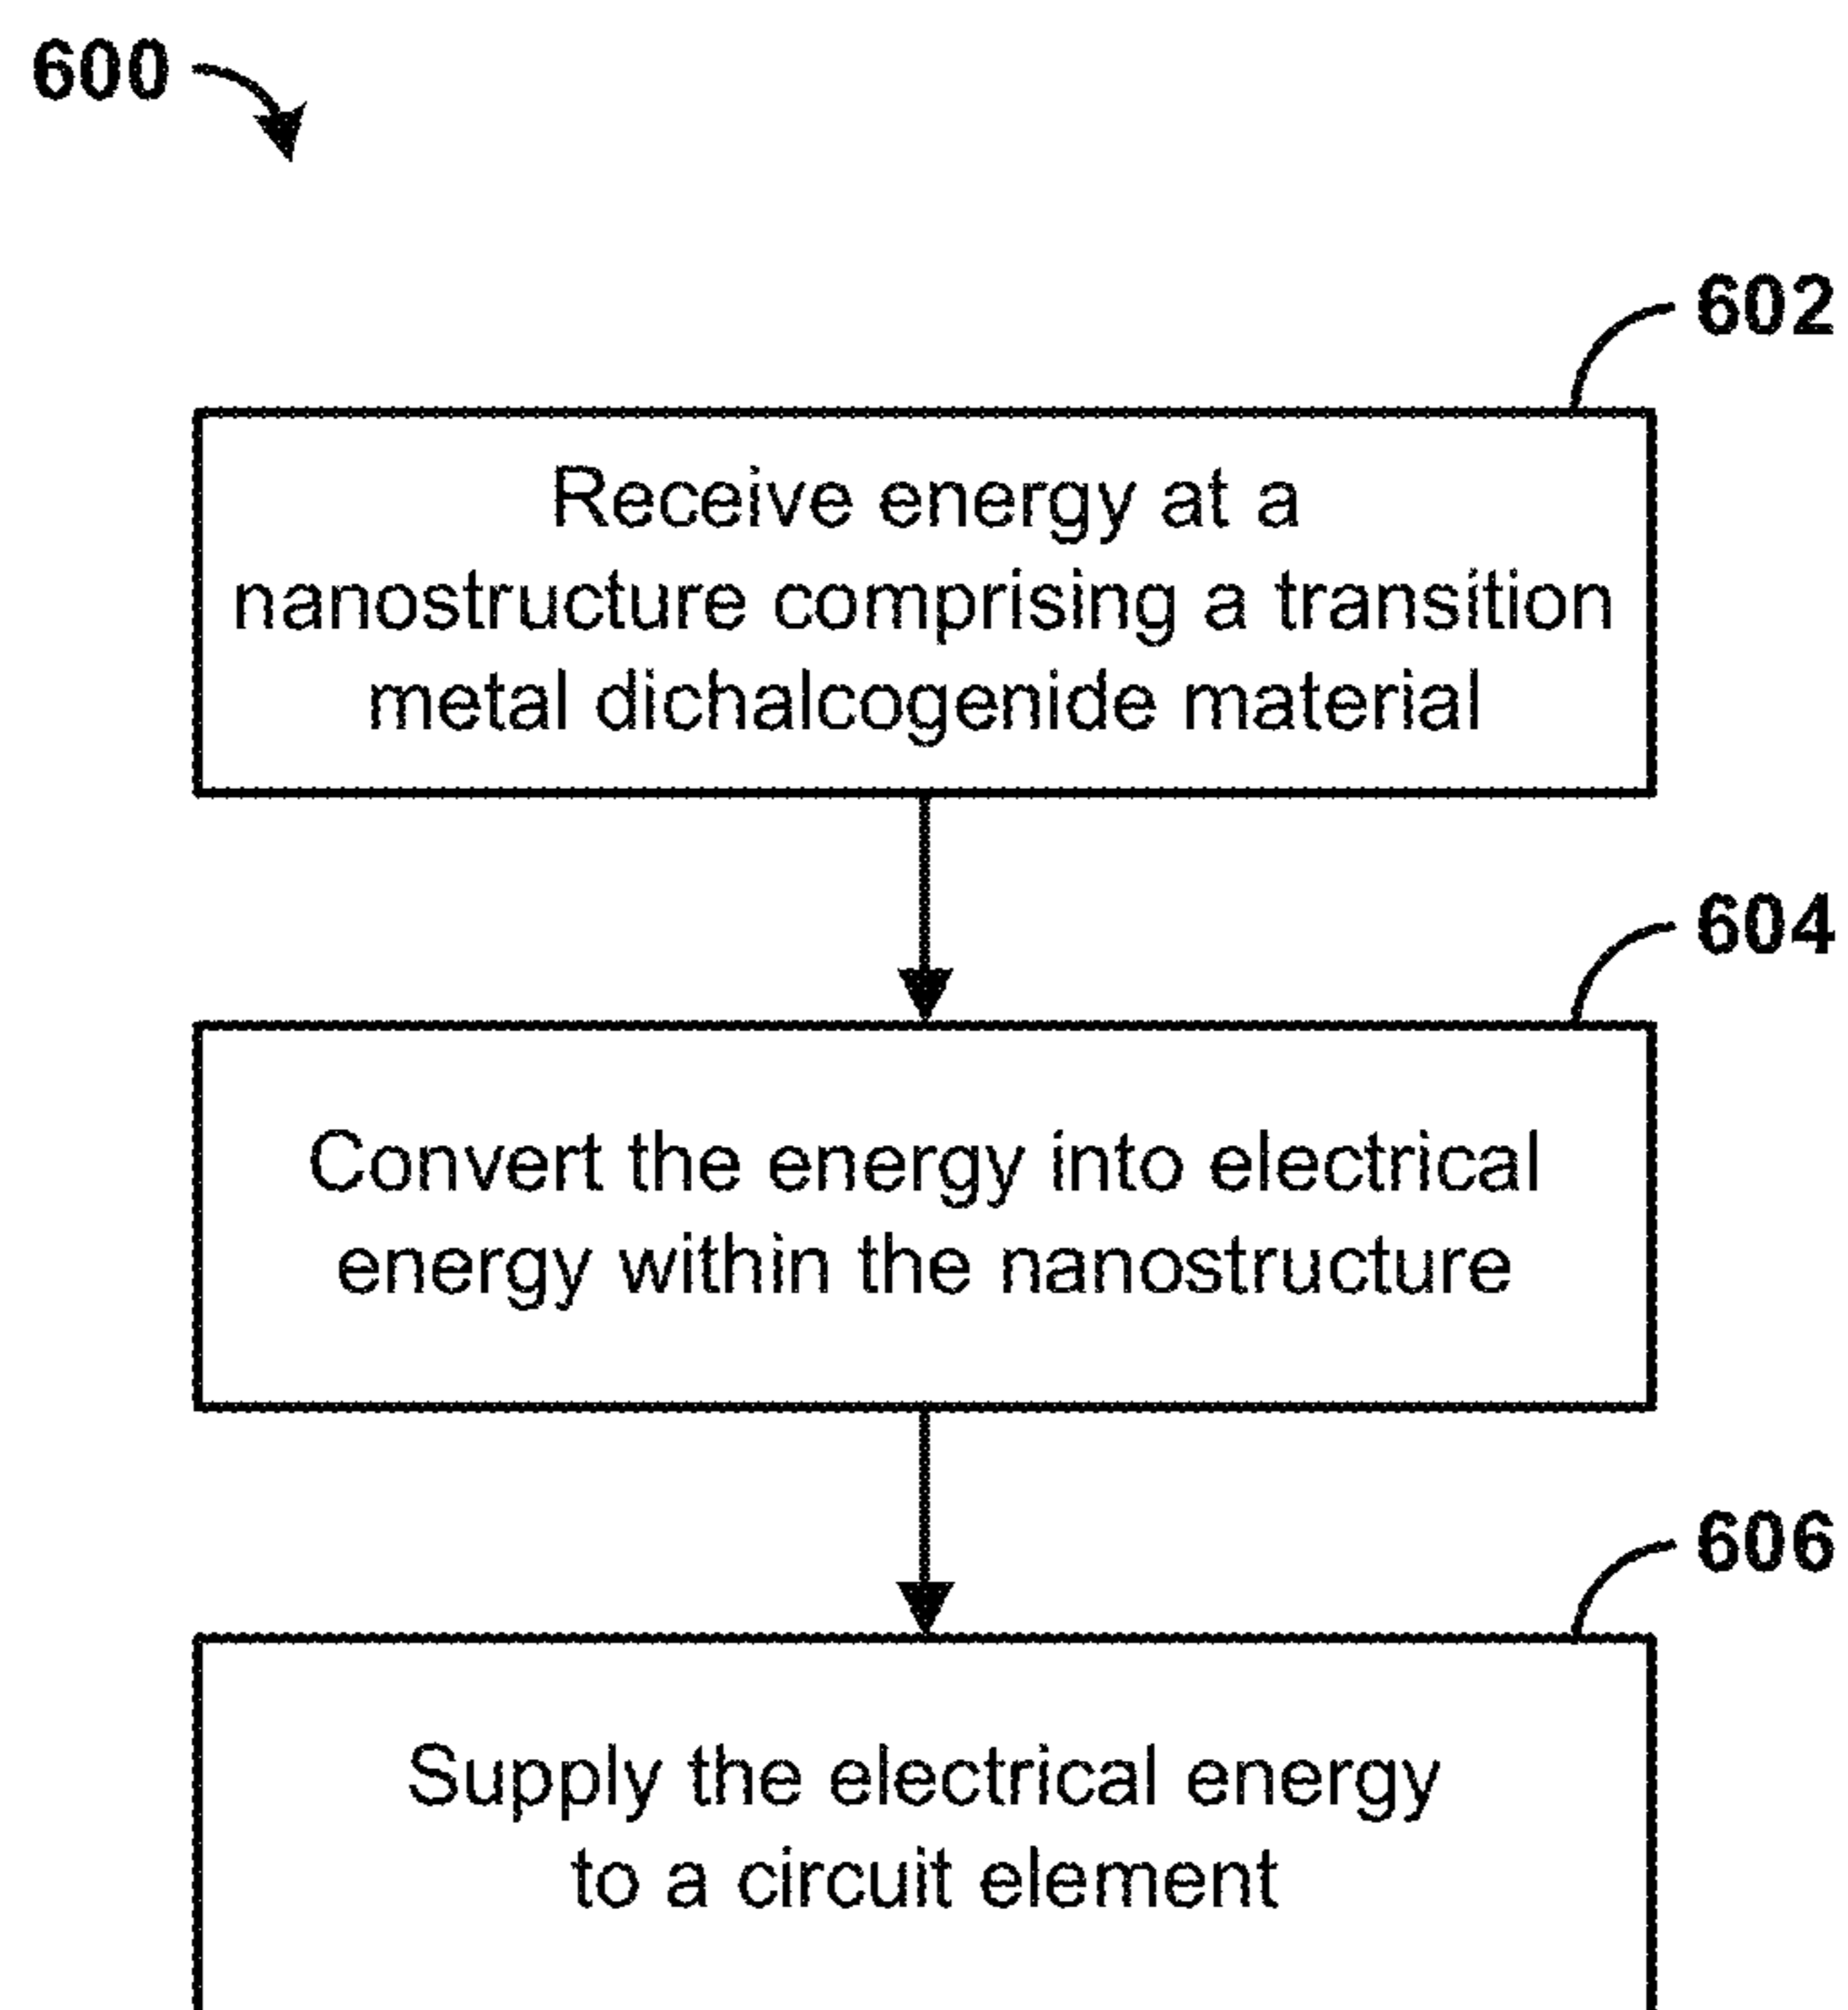 600
602
Receive energy at a
nanostructure comprising a transition
metal dichalcogenide material
604
Convert the energy into electrical
energy within the nanostructure
606
Supply the electrical energy
to a circuit element